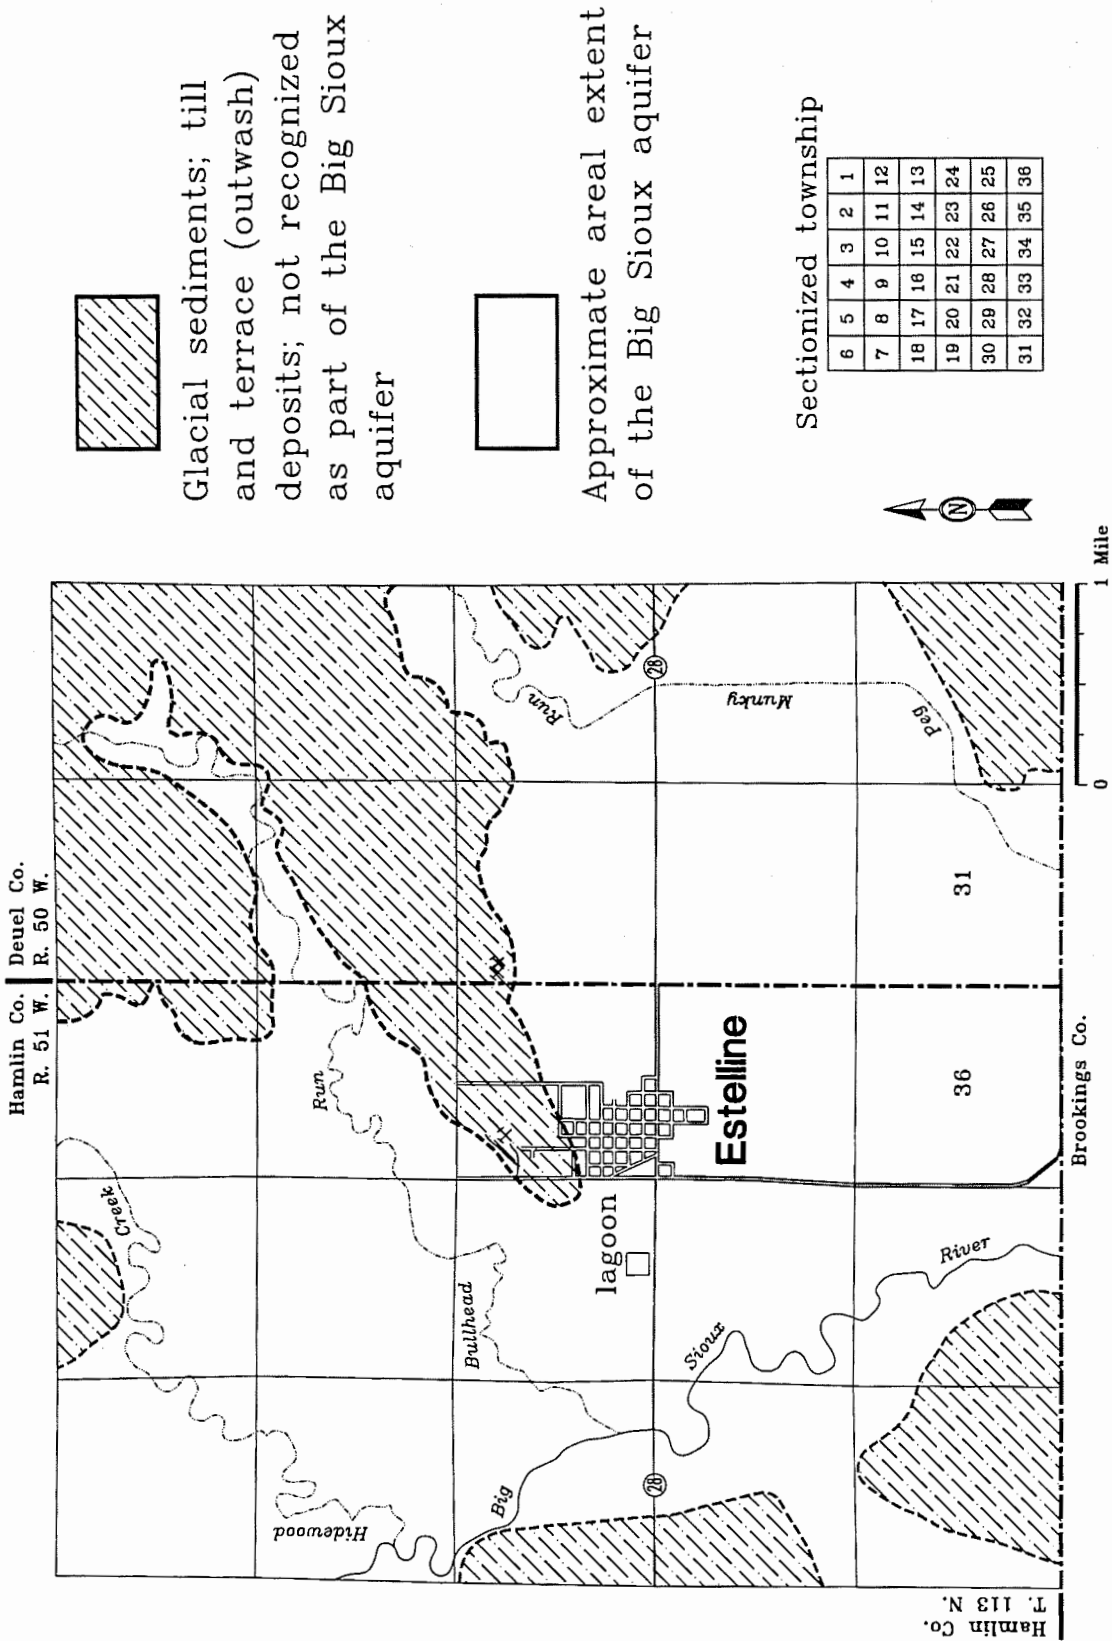 Hamlin Co.
R. 51 W.
Deuel Co.
R. 50 W.
Creek
Run
Run
Bullhead
Hidewood
Munky
Peg
Big
Sioux
River
28
28
lagoon
Estelline
36
31
Hamlin Co.
T. 113 N.
Brookings Co.
0
1 Mile
N
Glacial sediments; till
and terrace (outwash)
deposits; not recognized
as part of the Big Sioux
aquifer
Approximate areal extent
of the Big Sioux aquifer
Sectionized township
6 5 4 3 2 1
7 8 9 10 11 12
18 17 16 15 14 13
19 20 21 22 23 24
30 29 28 27 26 25
31 32 33 34 35 36